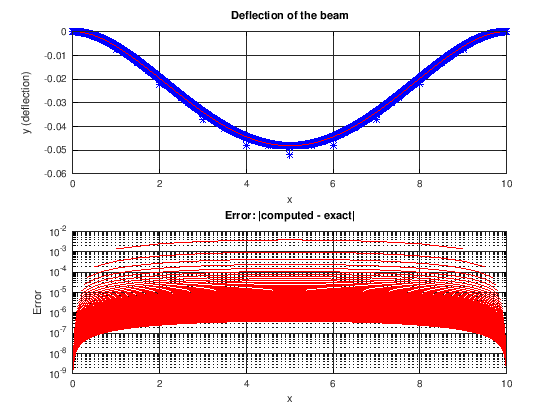 Deflection of the beam
0
-0.01
-0.02
-0.03
-0.04
-0.05
-0.06
y (deflection)
0 2 4 6 8 10
x
Error: |computed - exact|
10-2
10-3
10-4
10-5
10-6
10-7
10-8
10-9
Error
0 2 4 6 8 10
x